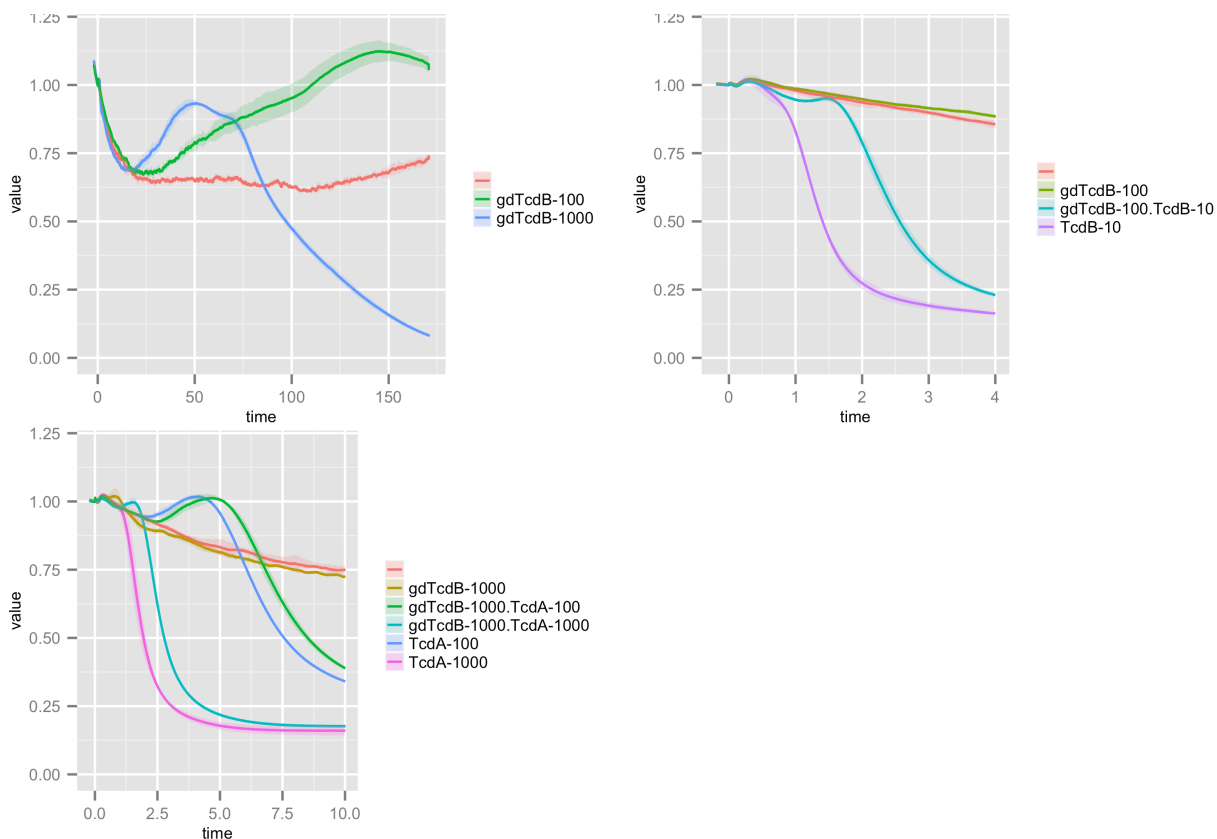 1.25
1.00
0.75
0.50
0.25
0.00
value
0
50
100
150
time
gdTcdB-100
gdTcdB-1000
1.25
1.00
0.75
0.50
0.25
0.00
value
0
1
2
3
4
time
gdTcdB-100
gdTcdB-100.TcdB-10
TcdB-10
1.25
1.00
0.75
0.50
0.25
0.00
value
0.0
2.5
5.0
7.5
10.0
time
gdTcdB-1000
gdTcdB-1000.TcdA-100
gdTcdB-1000.TcdA-1000
TcdA-100
TcdA-1000